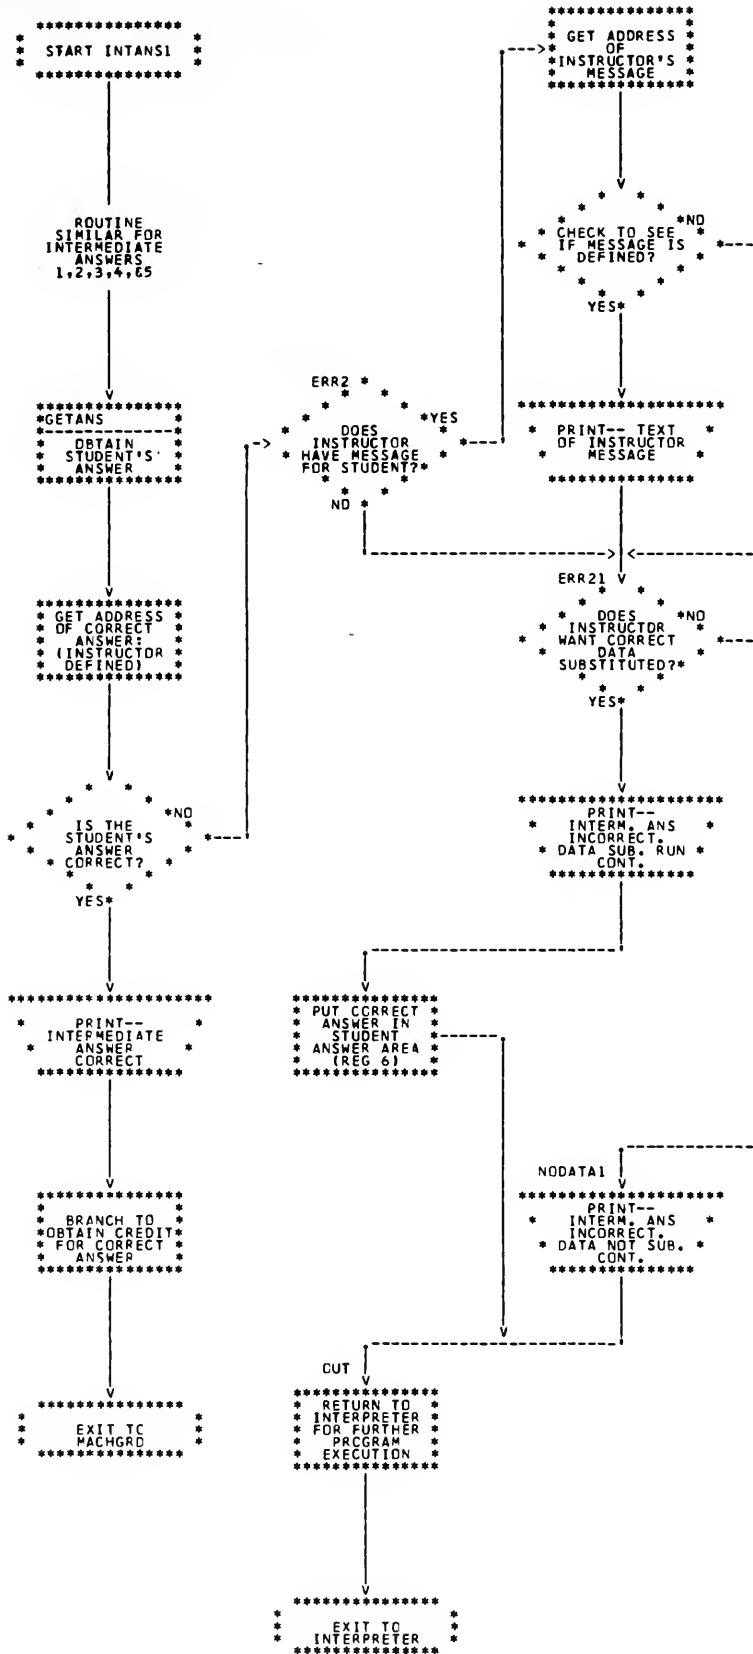 START INTANS1
ROUTINE
SIMILAR FOR
INTERMEDIATE
ANSWERS
1,2,3,4,&5
GETANS
OBTAIN
STUDENT'S
ANSWER
GET ADDRESS
OF CORRECT
ANSWER:
(INSTRUCTOR
DEFINED)
NO
IS THE
STUDENT'S
ANSWER
CORRECT?
YES
PRINT--
INTERMEDIATE
ANSWER
CORRECT
BRANCH TO
OBTAIN CREDIT
FOR CORRECT
ANSWER
EXIT TO
MACHGRD
ERR2
YES
DOES
INSTRUCTOR
HAVE MESSAGE
FOR STUDENT?
NO
GET ADDRESS
OF
INSTRUCTOR'S
MESSAGE
NO
CHECK TO SEE
IF MESSAGE IS
DEFINED?
YES
PRINT-- TEXT
OF INSTRUCTOR
MESSAGE
ERR21
NO
DOES
INSTRUCTOR
WANT CORRECT
DATA
SUBSTITUTED?
YES
PRINT--
INTERM. ANS
INCORRECT.
DATA SUB. RUN
CONT.
PUT CORRECT
ANSWER IN
STUDENT
ANSWER AREA
(REG 6)
NODATA1
PRINT--
INTERM. ANS
INCORRECT.
DATA NOT SUB.
CONT.
OUT
RETURN TO
INTERPRETER
FOR FURTHER
PROGRAM
EXECUTION
EXIT TO
INTERPRETER